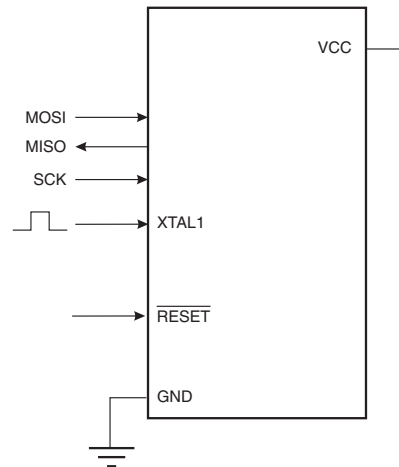 VCC
MOSI
MISO
SCK
XTAL1
RESET
GND